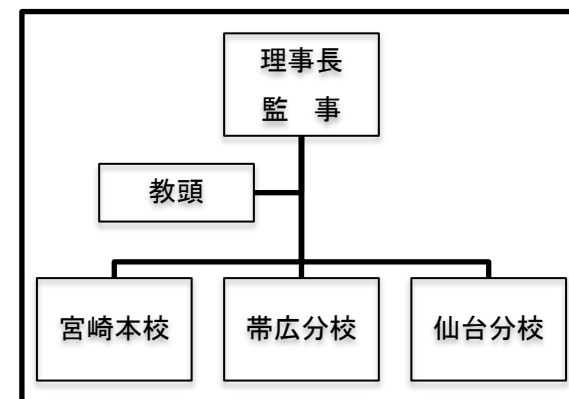 理事長
監　事
教頭
宮崎本校
帯広分校
仙台分校